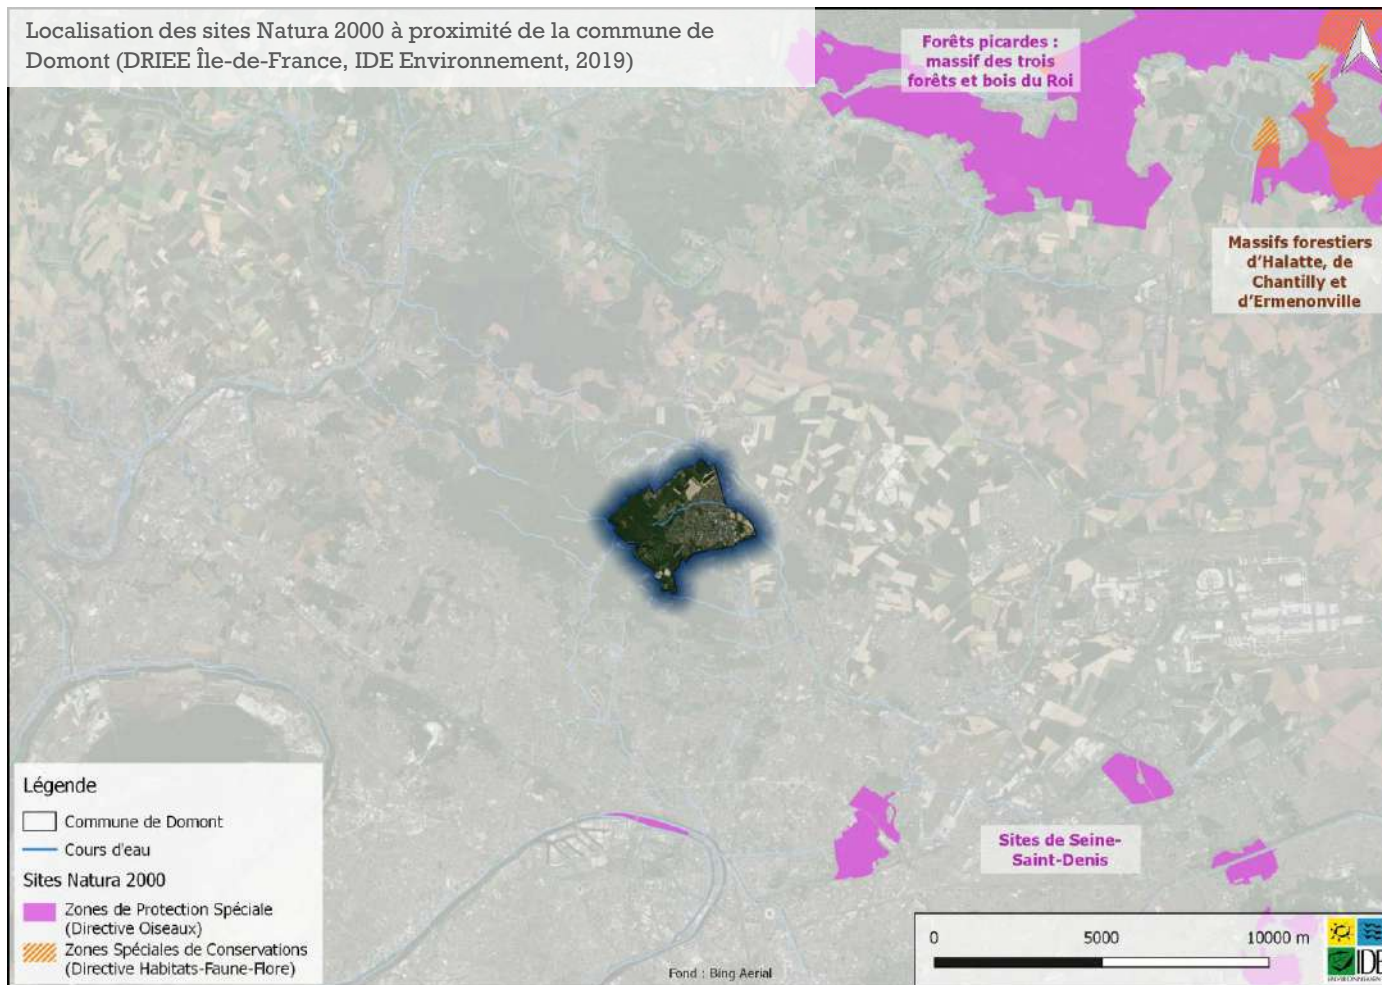 Localisation des sites Natura 2000 à proximité de la commune de
Domont (DRIEE Île-de-France, IDE Environnement, 2019)
Forêts picardes :
massif des trois
forêts et bois du Roi
Massifs forestiers
d'Halatte, de
Chantilly et
d'Ermenonville
Sites de Seine-
Saint-Denis
Légende
Commune de Domont
Cours d'eau
Sites Natura 2000
Zones de Protection Spéciale
(Directive Oiseaux)
Zones Spéciales de Conservations
(Directive Habitats-Faune-Flore)
Fond : Bing Aerial
0 5000 10000 m
IDE